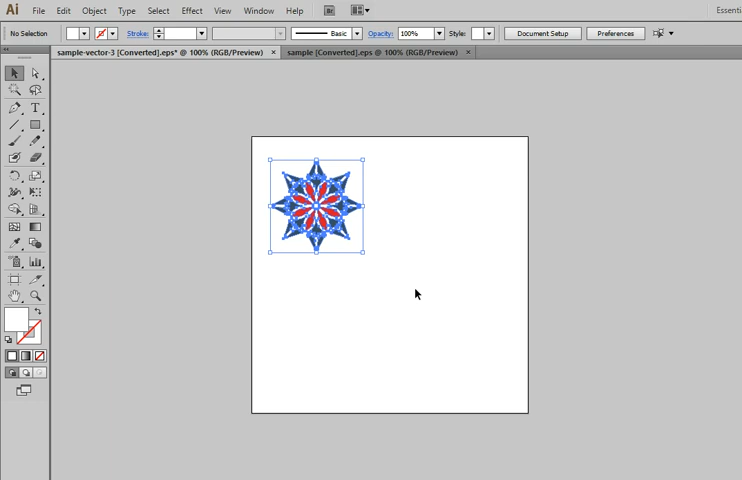 Ai File Edit Object Type Select Effect View Window Help Br Essenti
No Selection Stroke: Basic Opacity: 100% Style: Document Setup Preferences
sample-vector-3 [Converted].eps* @ 100% (RGB/Preview) × sample [Converted].eps @ 100% (RGB/Preview) ×
T